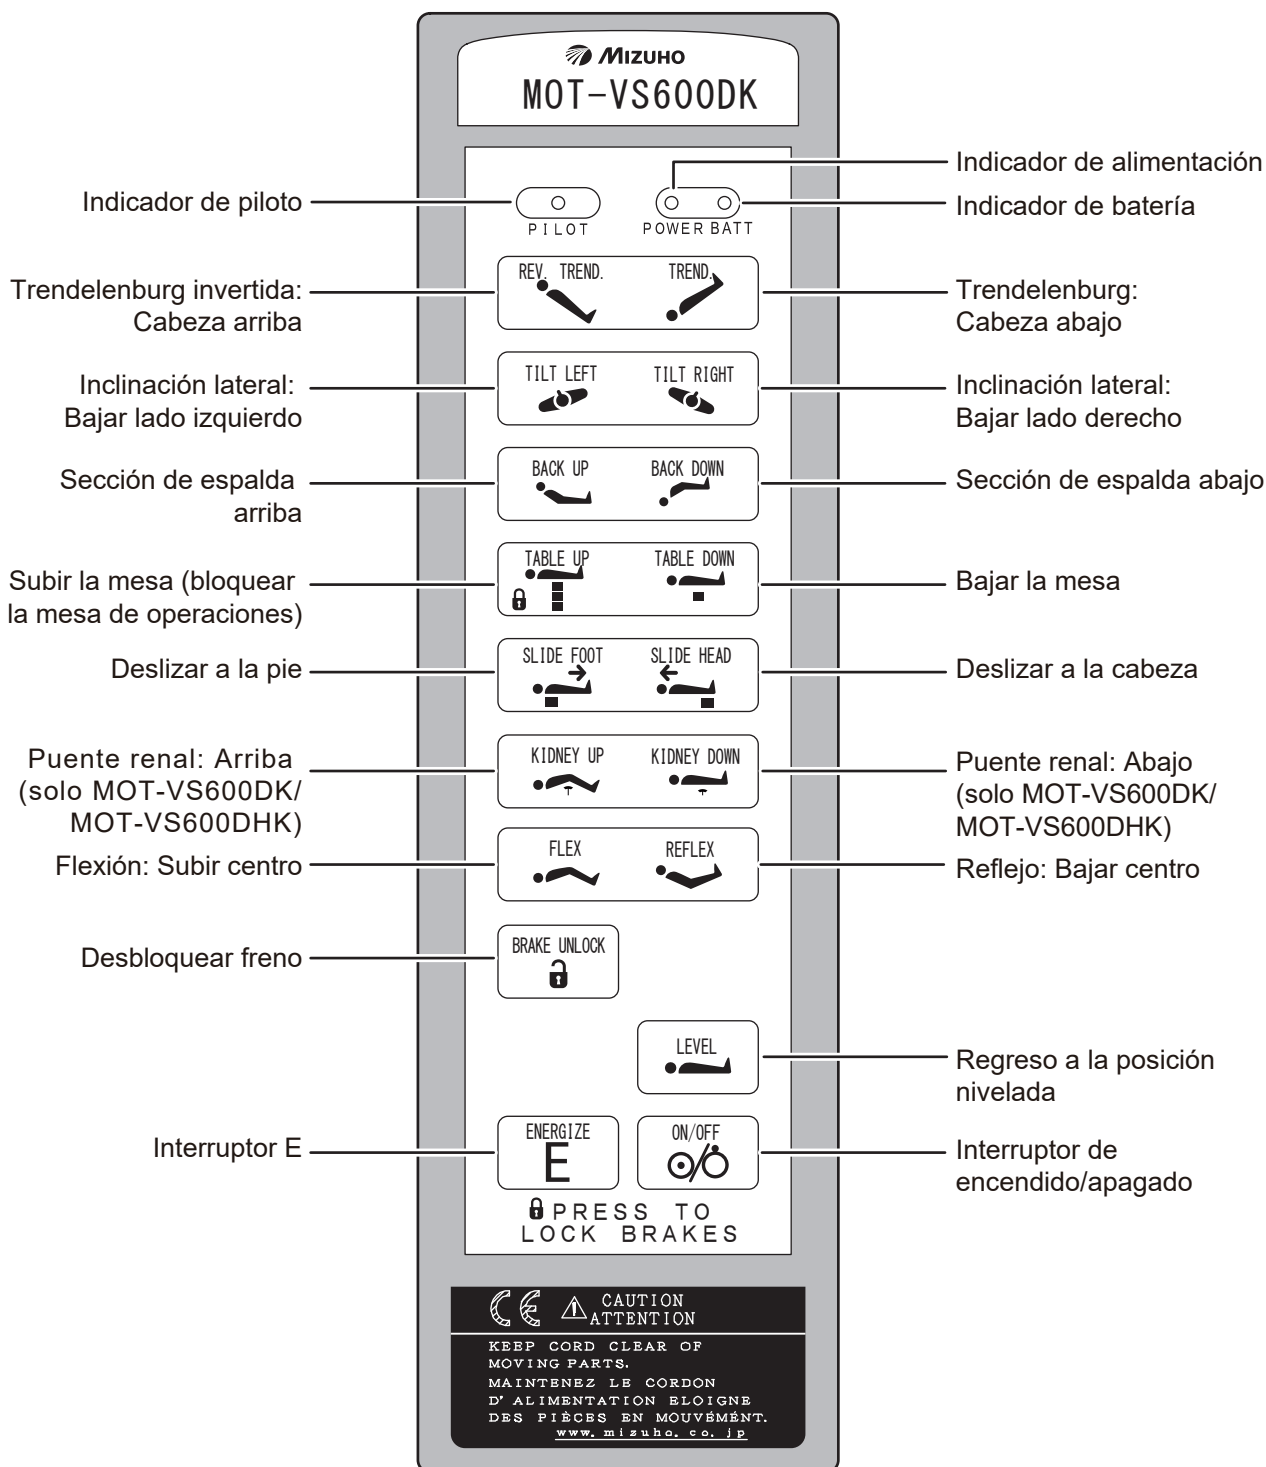 MIZUHO
MOT-VS600DK
Indicador de alimentación
Indicador de piloto
Indicador de batería
PILOT
POWER BATT
REV. TREND.
TREND.
Trendelenburg invertida:
Cabeza arriba
Trendelenburg:
Cabeza abajo
TILT LEFT
TILT RIGHT
Inclinación lateral:
Bajar lado izquierdo
Inclinación lateral:
Bajar lado derecho
BACK UP
BACK DOWN
Sección de espalda
arriba
Sección de espalda abajo
TABLE UP
TABLE DOWN
Subir la mesa (bloquear
la mesa de operaciones)
Bajar la mesa
SLIDE FOOT
SLIDE HEAD
Deslizar a la pie
Deslizar a la cabeza
KIDNEY UP
KIDNEY DOWN
Puente renal: Arriba
(solo MOT-VS600DK/
MOT-VS600DHK)
Puente renal: Abajo
(solo MOT-VS600DK/
MOT-VS600DHK)
FLEX
REFLEX
Flexión: Subir centro
Reflejo: Bajar centro
BRAKE UNLOCK
Desbloquear freno
LEVEL
Regreso a la posición
nivelada
ENERGIZE
E
ON/OFF
Interruptor E
Interruptor de
encendido/apagado
PRESS TO
LOCK BRAKES
CE
CAUTION
ATTENTION
KEEP CORD CLEAR OF
MOVING PARTS.
MAINTENEZ LE CORDON
D'ALIMENTATION ELOIGNE
DES PIÈCES EN MOUVÉMÉNT.
www.mizuho.co.jp